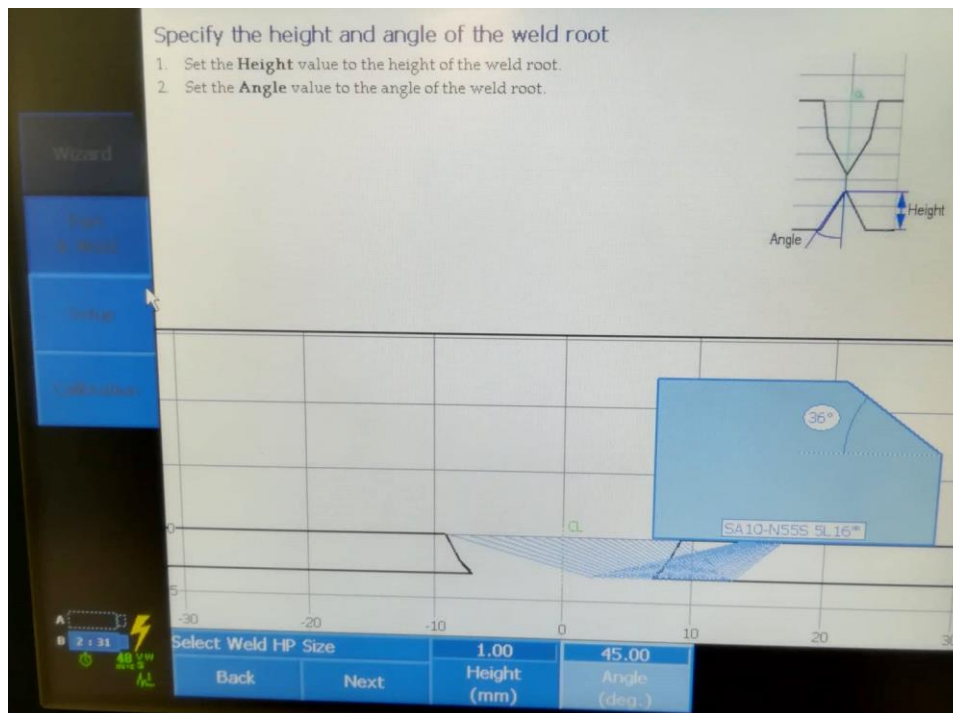 Specify the height and angle of the weld root
1. Set the Height value to the height of the weld root.
2. Set the Angle value to the angle of the weld root.
Wizard
Height
Angle
Setup
Calibration
36°
SA10-N55S 5L16*
CL
0
5
-30
-20
-10
0
10
20
A
B 2:31
Select Weld HP Size
1.00
45.00
Back
Next
Height
(mm)
Angle
(deg.)